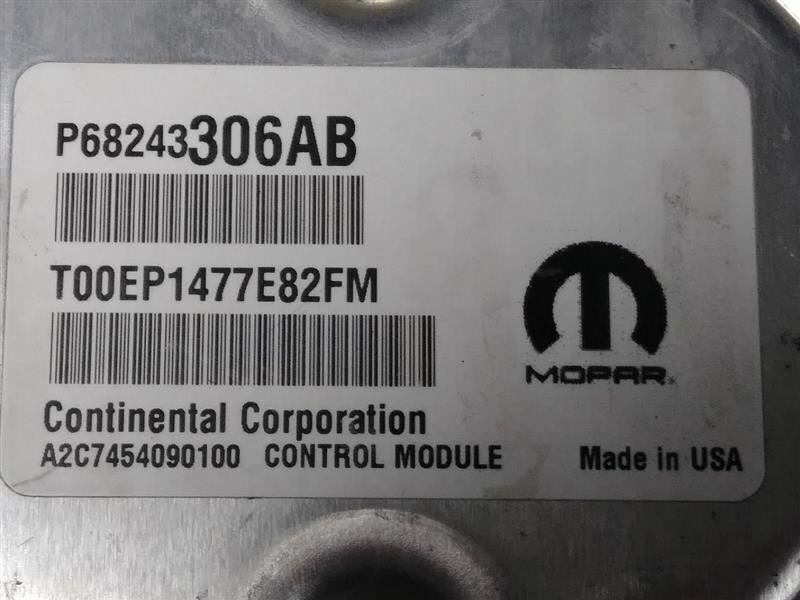 P68243306AB
T00EP1477E82FM
MOPAR
Continental Corporation
A2C7454090100 CONTROL MODULE Made in USA